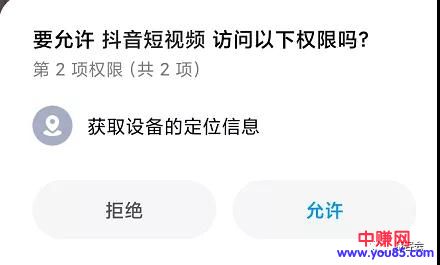 要允许 抖音短视频 访问以下权限吗?
第 2 项权限 (共 2 项)
获取设备的定位信息
拒绝
允许
中赚网
www.you85.com